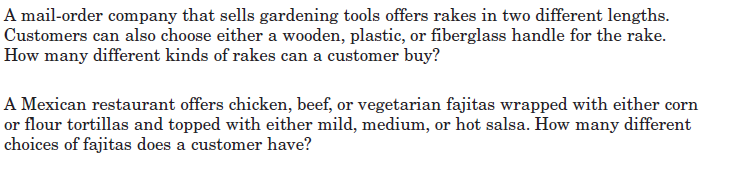 A mail-order company that sells gardening tools offers rakes in two different lengths.
Customers can also choose either a wooden, plastic, or fiberglass handle for the rake.
How many different kinds of rakes can a customer buy?
A Mexican restaurant offers chicken, beef, or vegetarian fajitas wrapped with either corn
or flour tortillas and topped with either mild, medium, or hot salsa. How many different
choices of fajitas does a customer have?